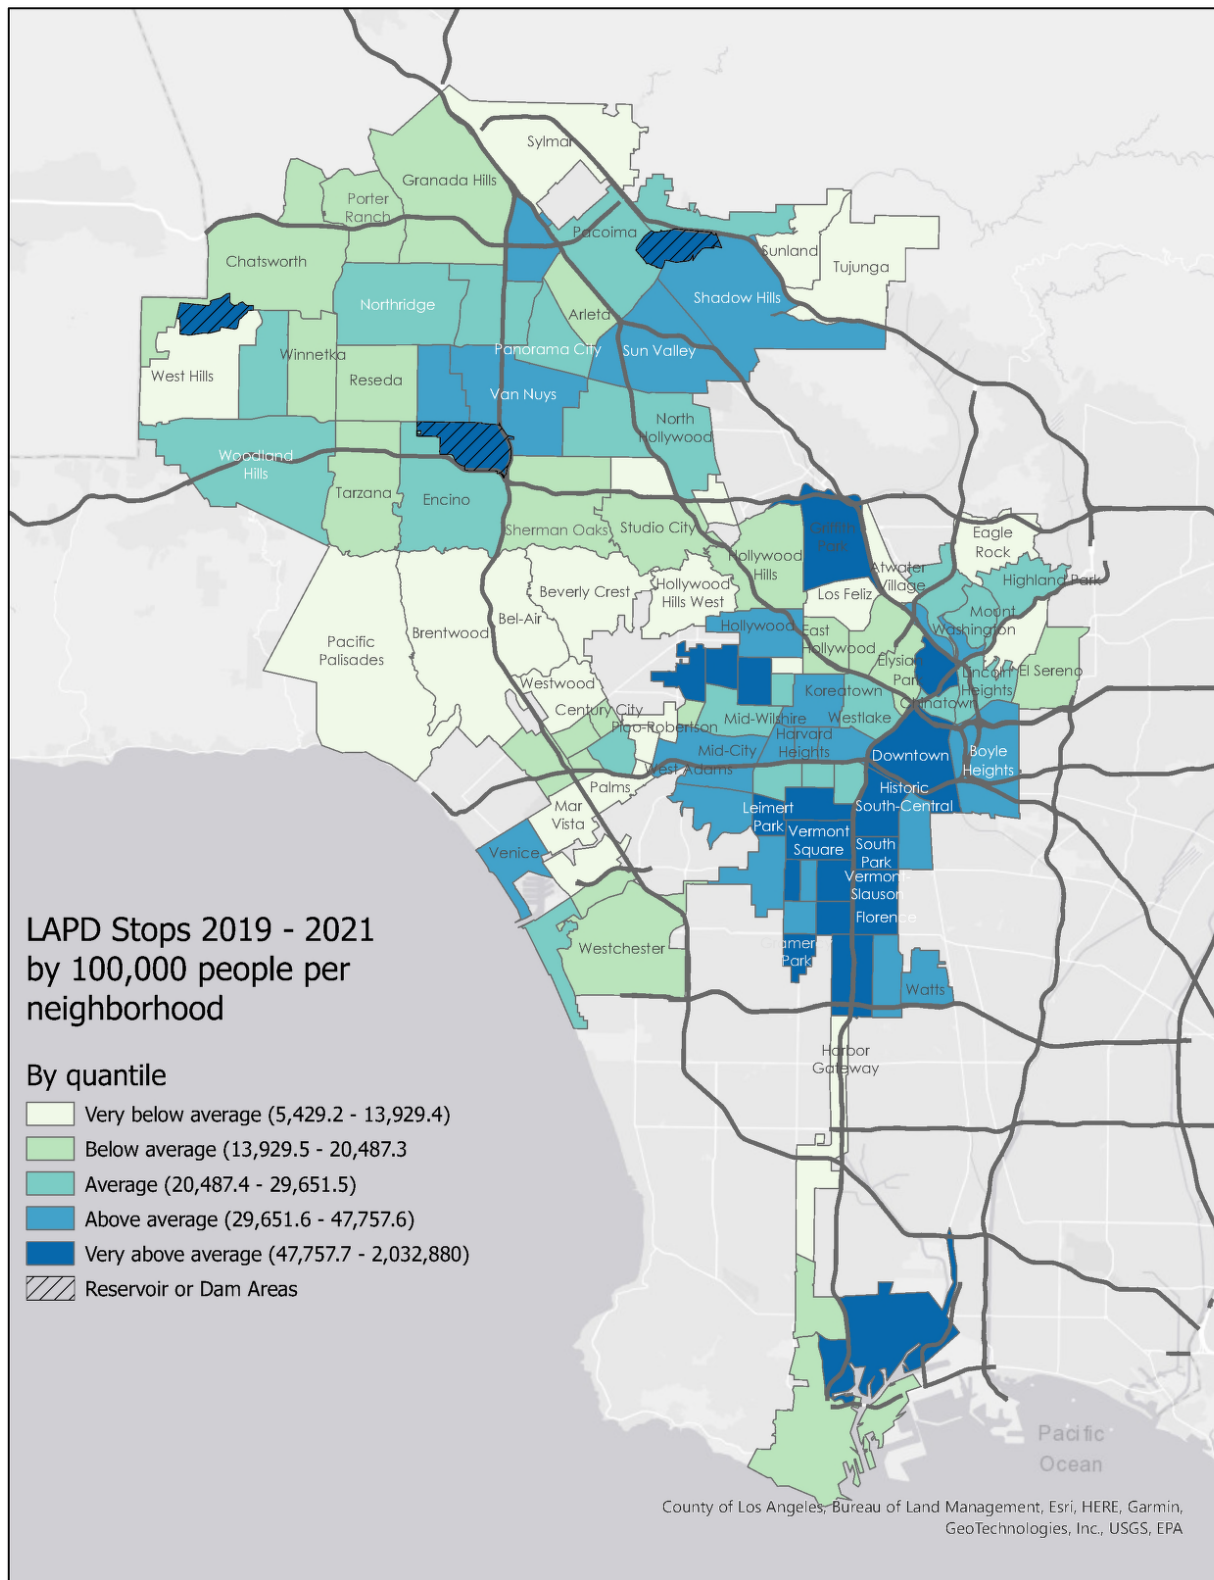 Sylmar
Granada Hills
Porter
Ranch
Pacoima
Sunland
Tujunga
Chatsworth
Shadow Hills
Northridge
Arleta
Panorama City
Sun Valley
Winnetka
West Hills
Reseda
Van Nuys
North
Hollywood
Woodland
Hills
Tarzana
Encino
Sherman Oaks
Studio City
Hollywood
Hills
Park
Eagle
Rock
Atwater
Village
Highland Park
Los Feliz
Beverly Crest
Hollywood
Hills West
Bel-Air
Brentwood
Pacific
Palisades
Mount
Washington
Hollywood
East
Hollywood
Elysian
Park
Lincoln
Heights
El Sereno
Chinatown
Westwood
Century City
Pico-Robertson
Koreatown
Mid-Wilshire
Westlake
Harvard
Heights
Mid-City
West Adams
Downtown
Boyle
Heights
Historic
South-Central
Palms
Mar
Vista
Leimert
Park
Vermont
Square
South
Park
Venice
Vermont-
Slauson
Florence
Westchester
Gramercy
Park
Watts
Harbor
Gateway
LAPD Stops 2019 - 2021
by 100,000 people per
neighborhood
By quantile
Very below average (5,429.2 - 13,929.4)
Below average (13,929.5 - 20,487.3
Average (20,487.4 - 29,651.5)
Above average (29,651.6 - 47,757.6)
Very above average (47,757.7 - 2,032,880)
Reservoir or Dam Areas
Pacific
Ocean
County of Los Angeles, Bureau of Land Management, Esri, HERE, Garmin,
GeoTechnologies, Inc., USGS, EPA